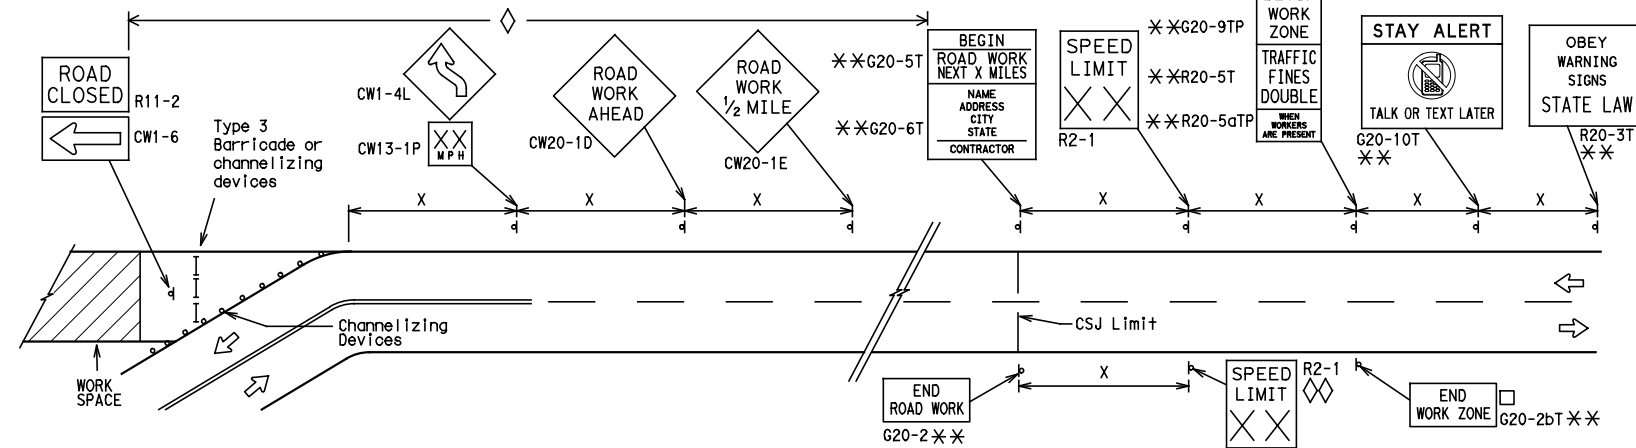 ROAD
CLOSED
R11-2
CW1-6
Type 3
Barricade or
channelizing
devices
CW1-4L
CW13-1P
XX
MPH
ROAD
WORK
AHEAD
CW20-1D
ROAD
WORK
1/2 MILE
CW20-1E
**G20-5T
**G20-6T
BEGIN
ROAD WORK
NEXT X MILES
NAME
ADDRESS
CITY
STATE
CONTRACTOR
SPEED
LIMIT
XX
R2-1
**G20-9TP
**R20-5T
**R20-5aTP
WORK
ZONE
TRAFFIC
FINES
DOUBLE
WHEN
WORKERS
ARE PRESENT
STAY ALERT
TALK OR TEXT LATER
G20-10T
**
OBEY
WARNING
SIGNS
STATE LAW
R20-3T
**
X X X X X X X
Channelizing
Devices
CSJ Limit
WORK
SPACE
END
ROAD WORK
G20-2**
X
SPEED
LIMIT
XX
R2-1
END
WORK ZONE
G20-2bT**